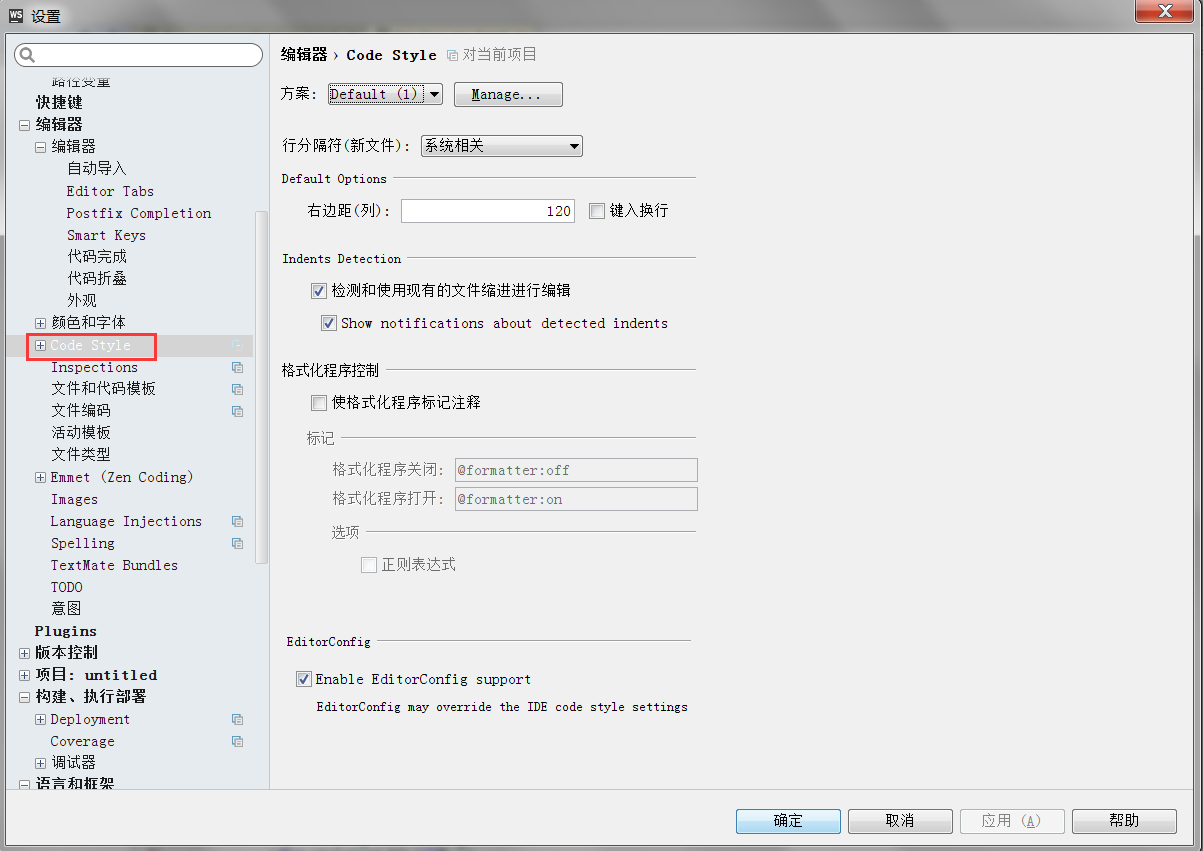 WS 设置
路径变量
快捷键
编辑器
编辑器
自动导入
Editor Tabs
Postfix Completion
Smart Keys
代码完成
代码折叠
外观
颜色和字体
Code Style
Inspections
文件和代码模板
文件编码
活动模板
文件类型
Emmet (Zen Coding)
Images
Language Injections
Spelling
TextMate Bundles
TODO
意图
Plugins
版本控制
项目: untitled
构建、执行部署
Deployment
Coverage
调试器
语言和框架
编辑器 › Code Style 对当前项目
方案: Default (1) Manage...
行分隔符(新文件): 系统相关
Default Options
右边距(列): 120 键入换行
Indents Detection
检测和使用现有的文件缩进进行编辑
Show notifications about detected indents
格式化程序控制
使格式化程序标记注释
标记
格式化程序关闭: @formatter:off
格式化程序打开: @formatter:on
选项
正则表达式
EditorConfig
Enable EditorConfig support
EditorConfig may override the IDE code style settings
确定 取消 应用 (A) 帮助